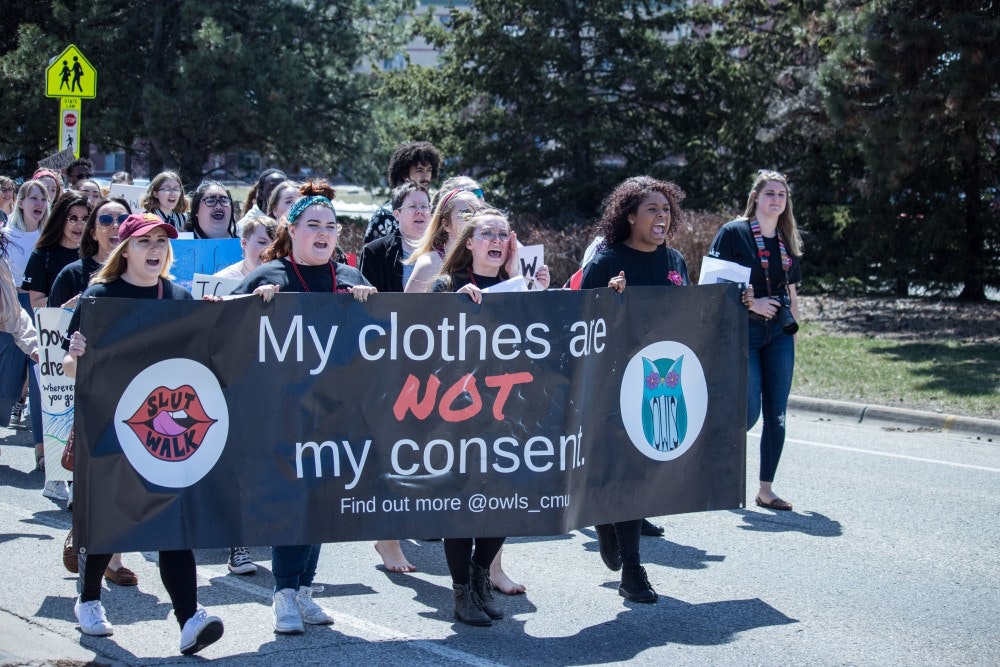 STATE
LAW
STOP
FOR
My clothes are
NOT
my consent.
Find out more @owls_cmu
SLUT
WALK
OWLS
how
dre
wherever
you go